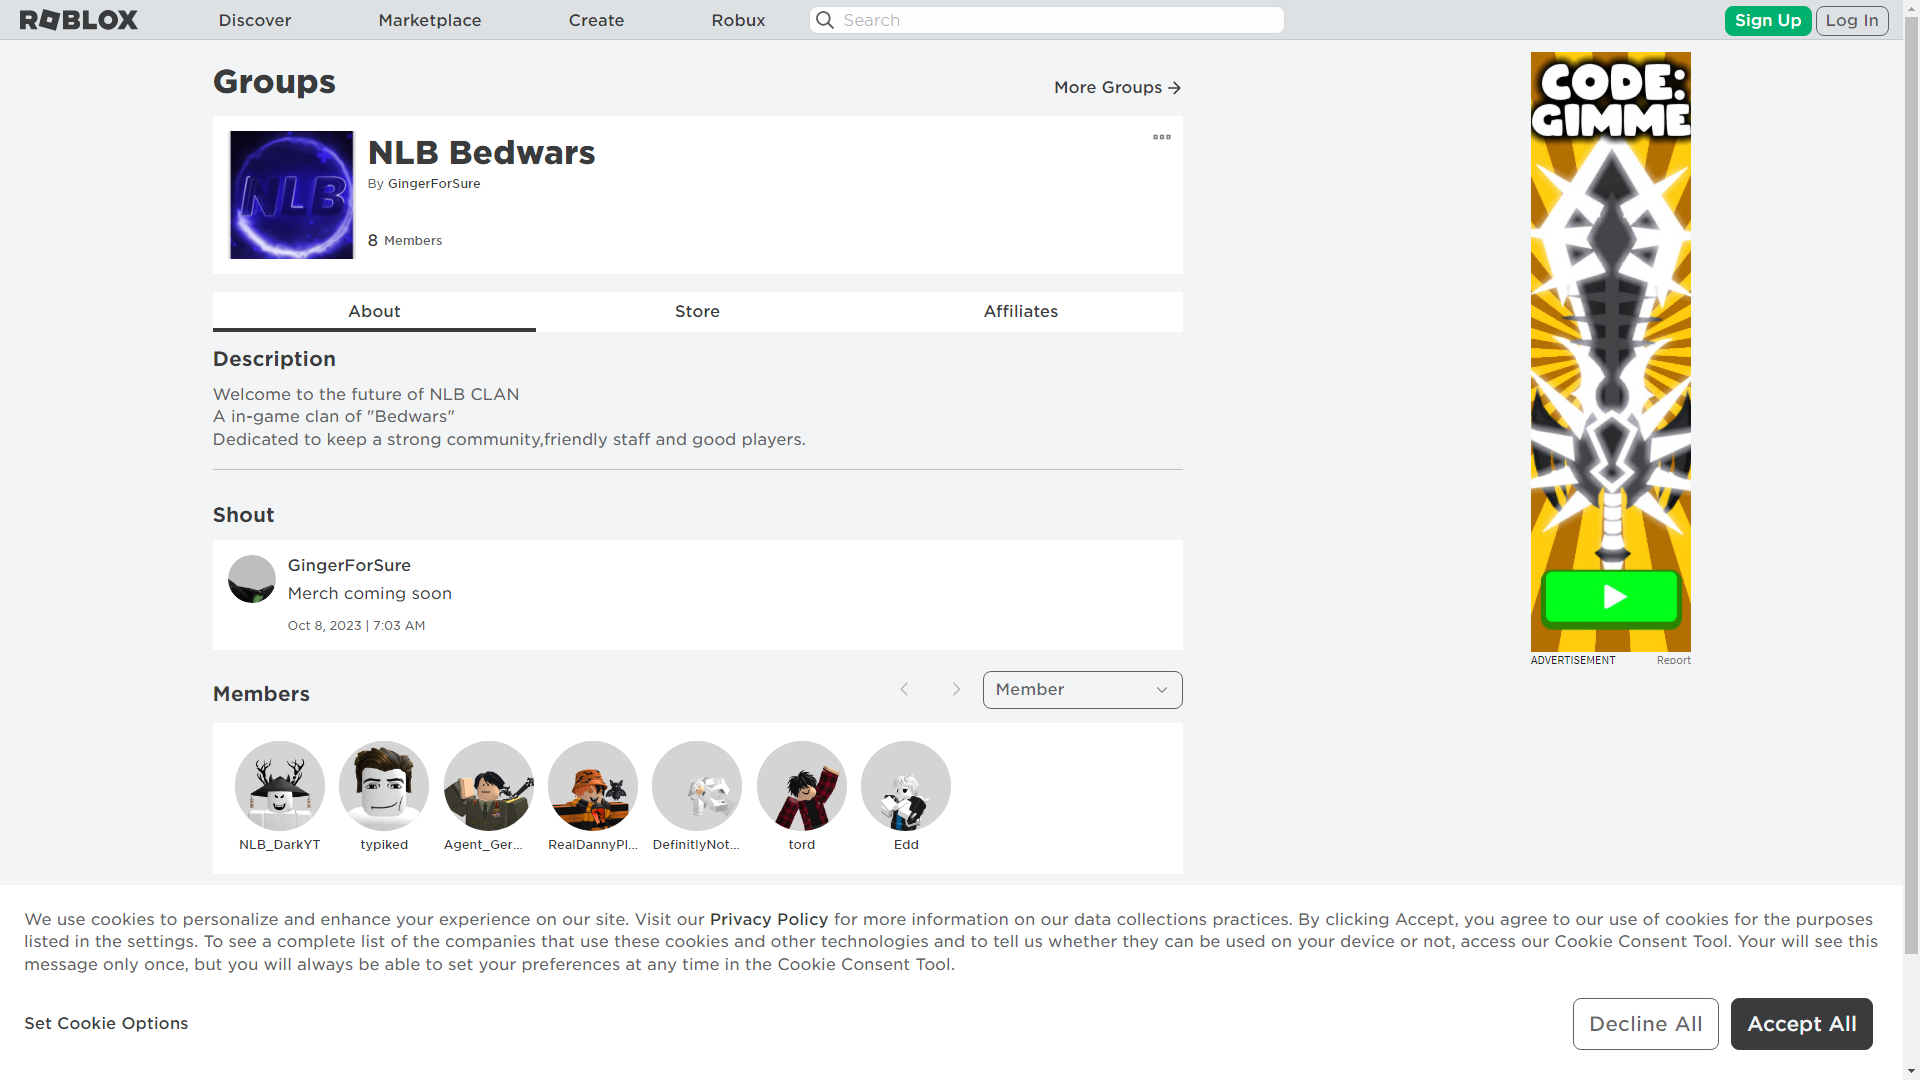 ROBLOX
Discover
Marketplace
Create
Robux
Search
Sign Up
Log In
Groups
More Groups
NLB
NLB Bedwars
By GingerForSure
8 Members
About
Store
Affiliates
Description
Welcome to the future of NLB CLAN
A in-game clan of "Bedwars"
Dedicated to keep a strong community,friendly staff and good players.
Shout
GingerForSure
Merch coming soon
Oct 8, 2023 | 7:03 AM
Members
Member
NLB_DarkYT
typiked
Agent_Ger...
RealDannyPl...
DefinitlyNot...
tord
Edd
CODE:
GIMME
ADVERTISEMENT
Report
We use cookies to personalize and enhance your experience on our site. Visit our Privacy Policy for more information on our data collections practices. By clicking Accept, you agree to our use of cookies for the purposes
listed in the settings. To see a complete list of the companies that use these cookies and other technologies and to tell us whether they can be used on your device or not, access our Cookie Consent Tool. Your will see this
message only once, but you will always be able to set your preferences at any time in the Cookie Consent Tool.
Set Cookie Options
Decline All
Accept All